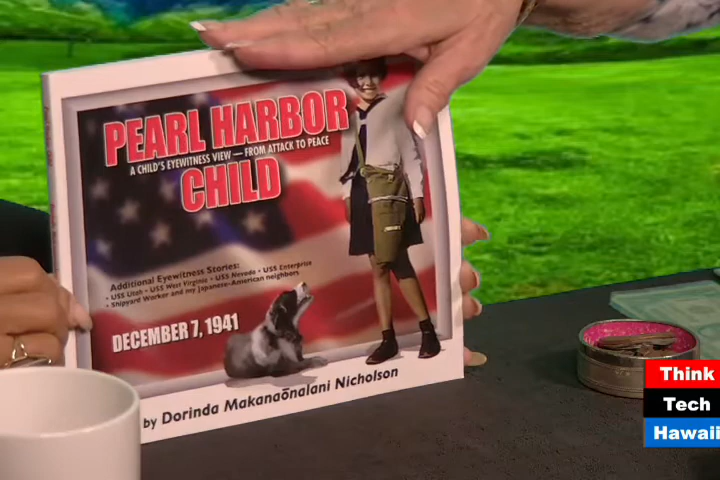 PEARL HARBOR
A CHILD'S EYEWITNESS VIEW — FROM ATTACK TO PEACE
CHILD
Additional Eyewitness Stories:
• USS Utah • USS West Virginia • USS Nevada • USS Enterprise
• Shipyard Worker and my Japanese-American neighbors
DECEMBER 7, 1941
by Dorinda Makanaōnalani Nicholson
Think
Tech
Hawaii